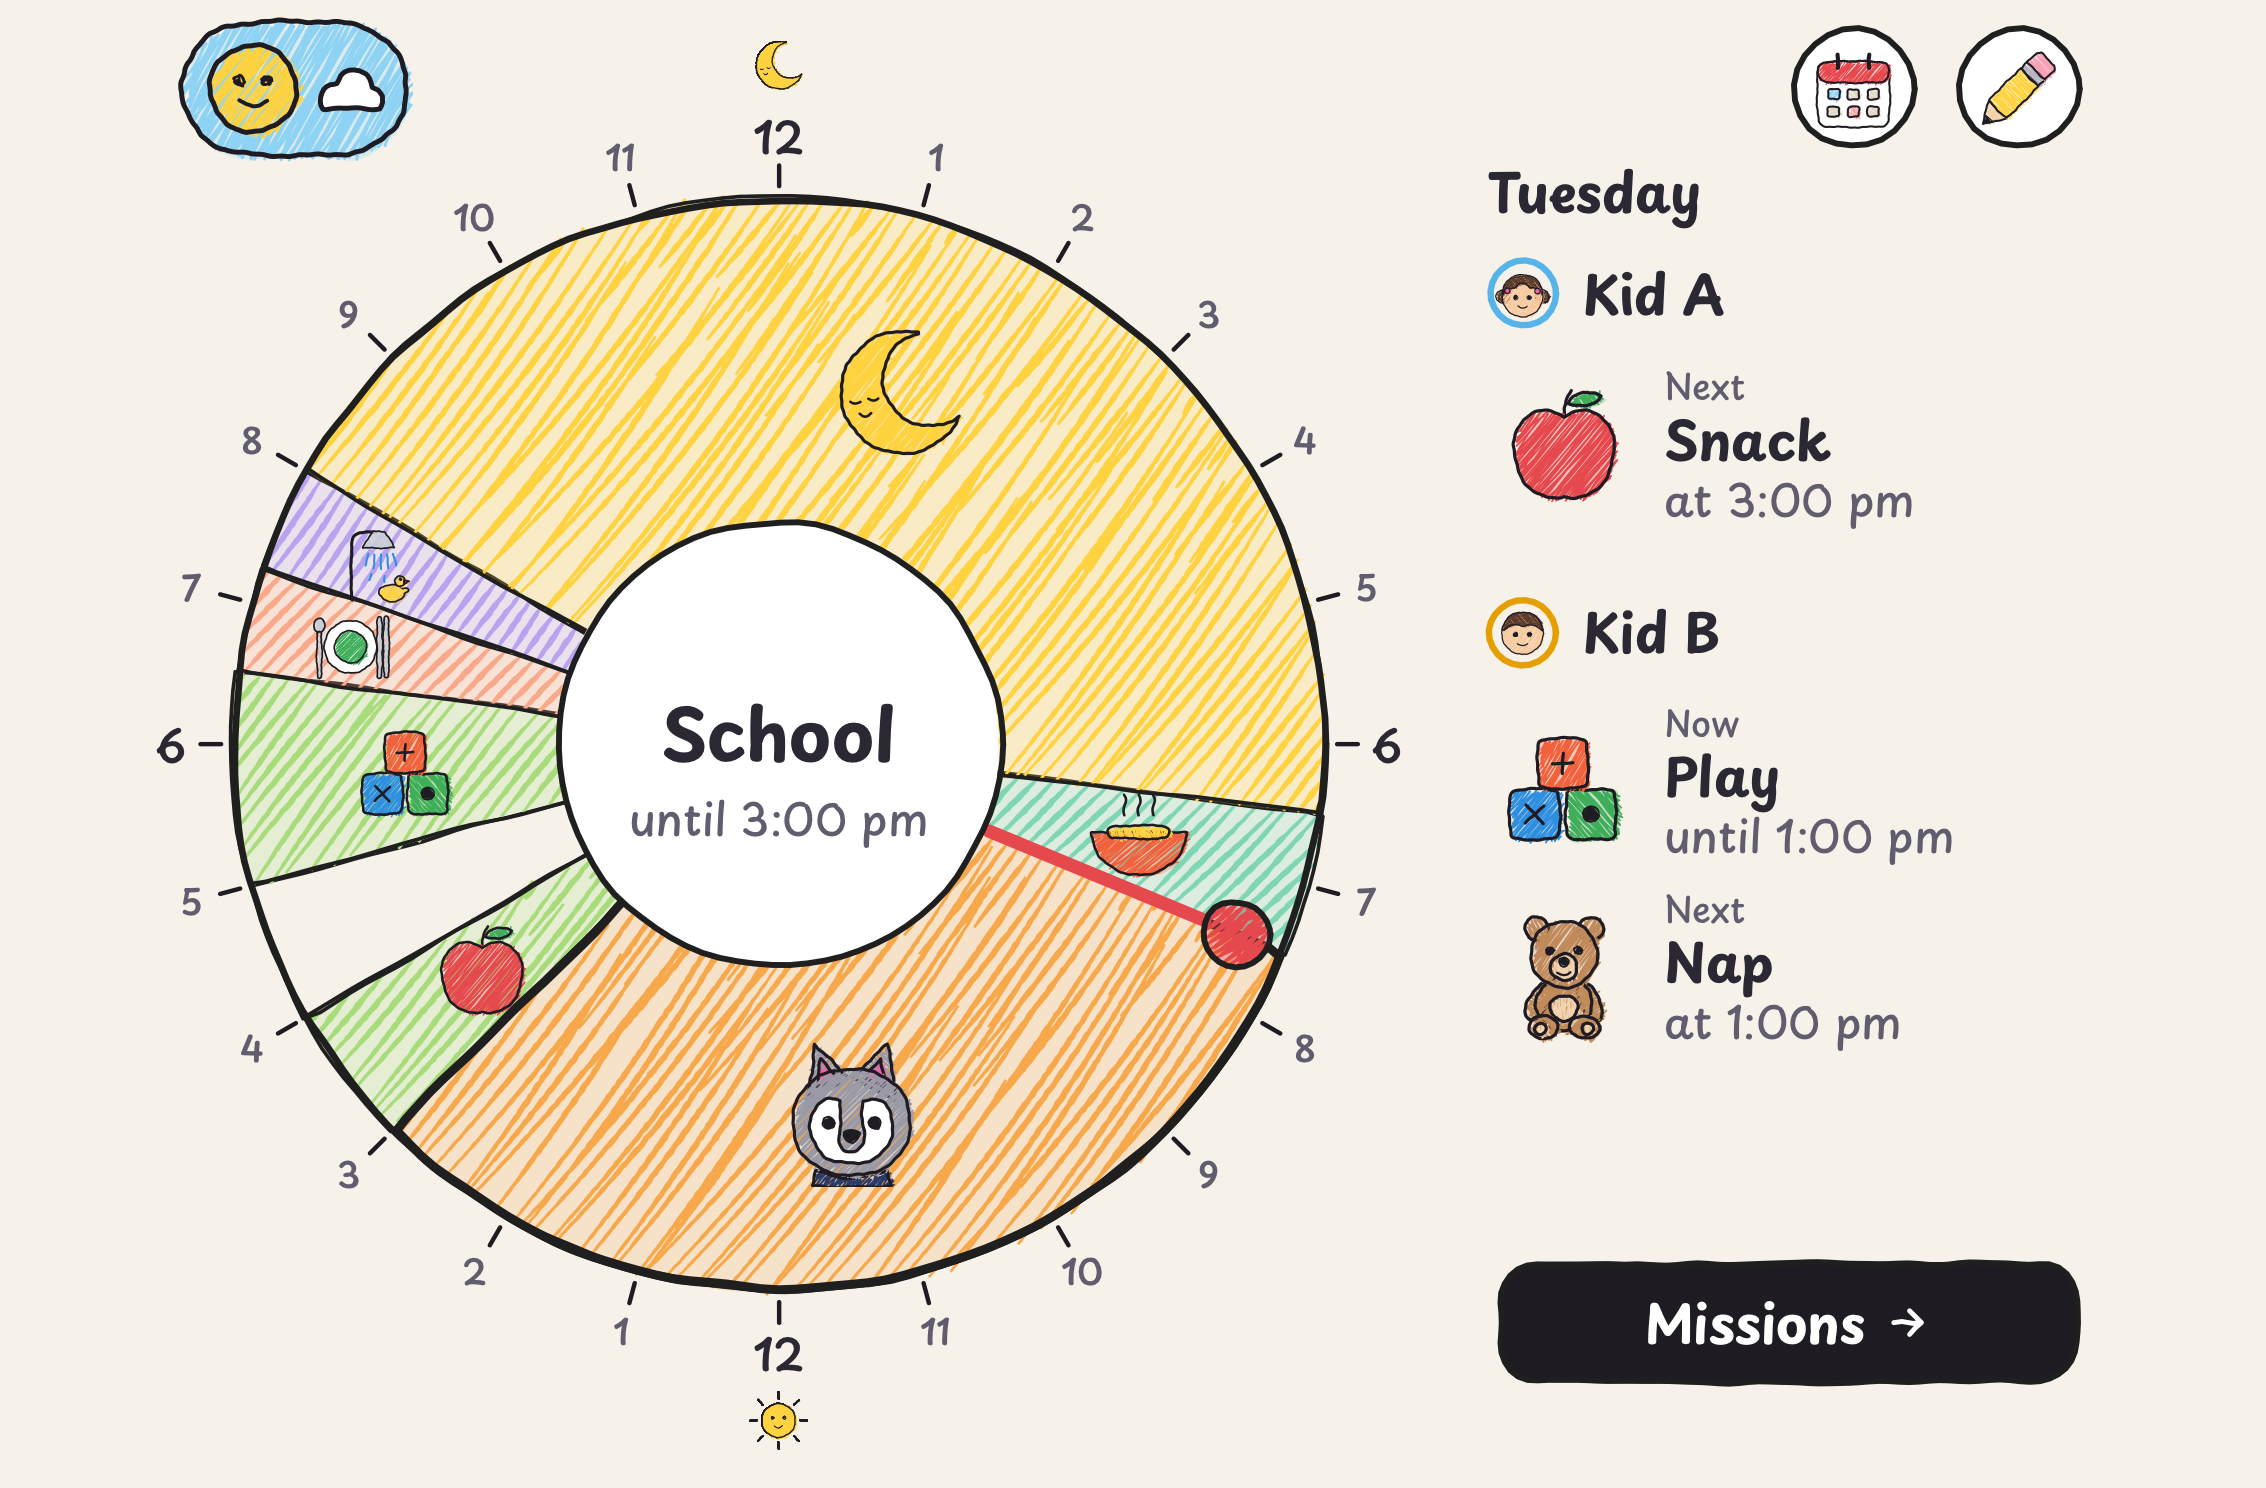 12
11
1
10
2
9
3
8
4
7
5
6
6
5
7
4
8
3
9
2
10
1
11
12
School
until 3:00 pm
Tuesday
Kid A
Next
Snack
at 3:00 pm
Kid B
Now
Play
until 1:00 pm
Next
Nap
at 1:00 pm
Missions →